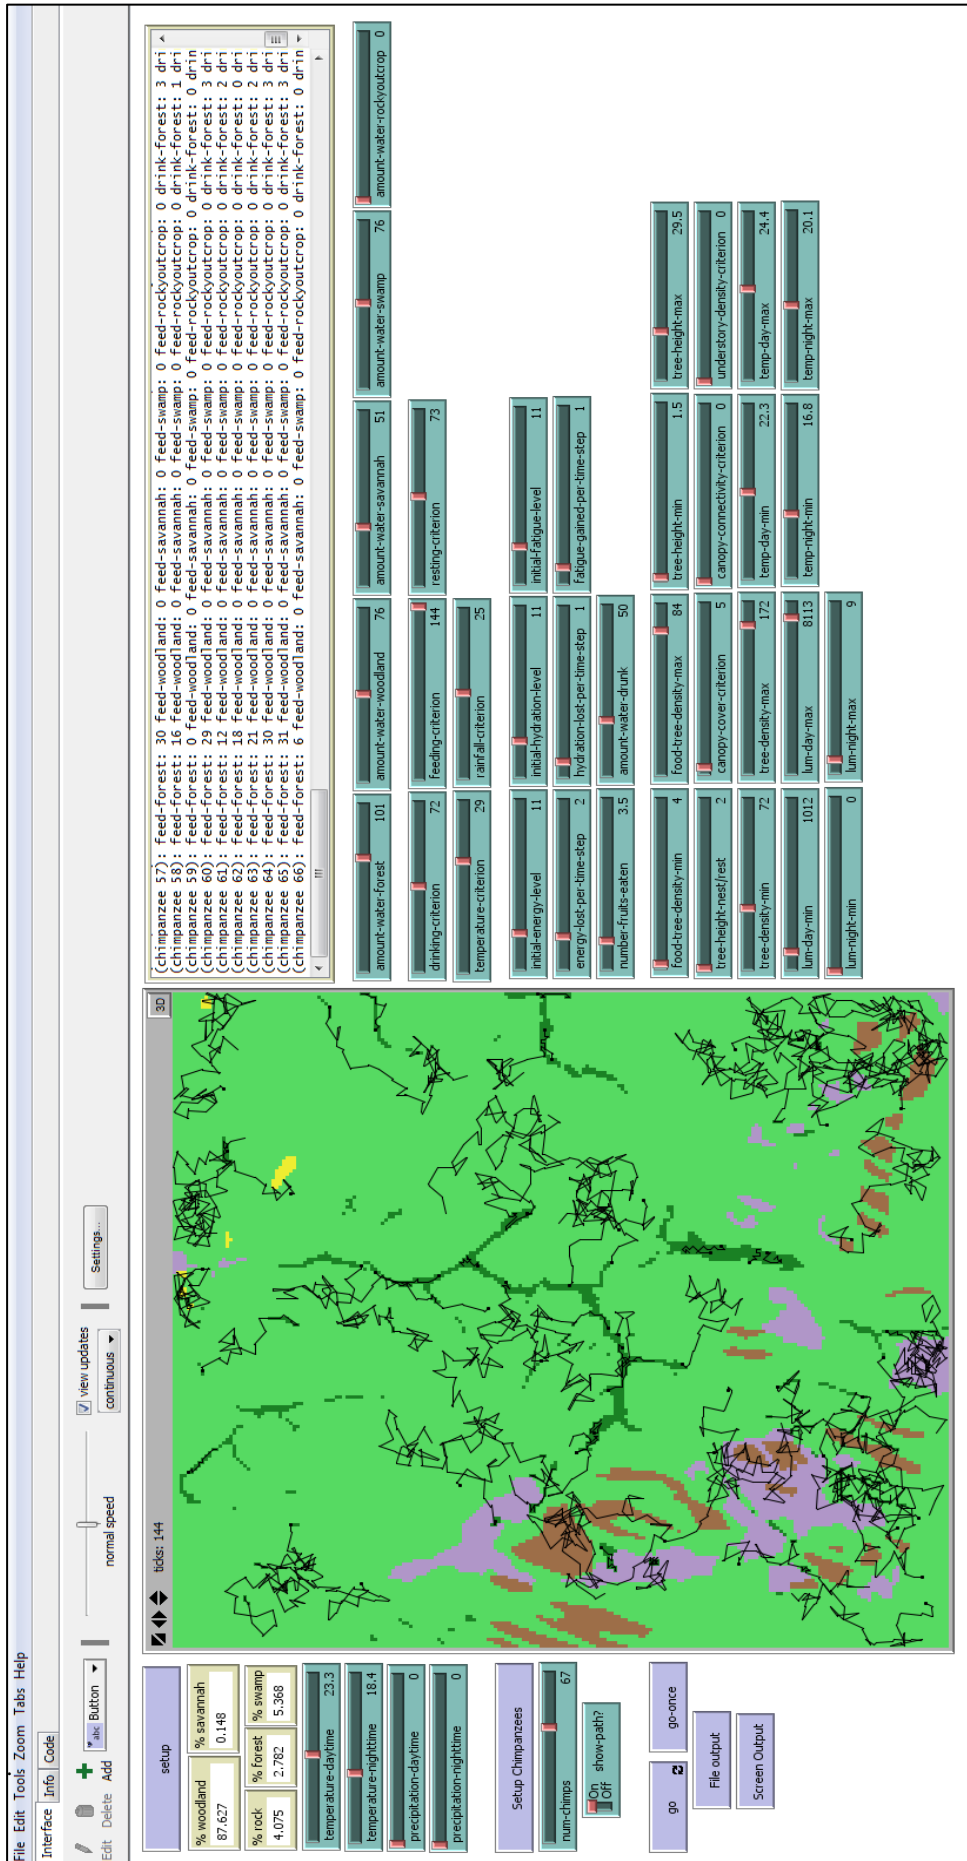 File Edit Tools Zoom Tabs Help
Interface Info Code
Edit Delete Add
abc Button
normal speed
view updates
continuous
Settings...
setup
% woodland
87.627
% savannah
0.148
% rock
4.075
% forest
2.782
% swamp
5.368
temperature-daytime 23.3
temperature-nighttime 18.4
precipitation-daytime 0
precipitation-nighttime 0
Setup Chimpanzees
num-chimps 67
On
Off
show-path?
go
go-once
File output
Screen Output
ticks: 144
3D
(chimpanzee 57): feed-forest: 30 feed-woodland: 0 feed-savannah: 0 feed-swamp: 0 feed-rockyoutcrop: 0 drink-forest: 3 dri
(chimpanzee 58): feed-forest: 16 feed-woodland: 0 feed-savannah: 0 feed-swamp: 0 feed-rockyoutcrop: 0 drink-forest: 1 dri
(chimpanzee 59): feed-forest: 0 feed-woodland: 0 feed-savannah: 0 feed-swamp: 0 feed-rockyoutcrop: 0 drink-forest: 0 drin
(chimpanzee 60): feed-forest: 29 feed-woodland: 0 feed-savannah: 0 feed-swamp: 0 feed-rockyoutcrop: 0 drink-forest: 3 dri
(chimpanzee 61): feed-forest: 12 feed-woodland: 0 feed-savannah: 0 feed-swamp: 0 feed-rockyoutcrop: 0 drink-forest: 2 dri
(chimpanzee 62): feed-forest: 18 feed-woodland: 0 feed-savannah: 0 feed-swamp: 0 feed-rockyoutcrop: 0 drink-forest: 0 dri
(chimpanzee 63): feed-forest: 21 feed-woodland: 0 feed-savannah: 0 feed-swamp: 0 feed-rockyoutcrop: 0 drink-forest: 2 dri
(chimpanzee 64): feed-forest: 30 feed-woodland: 0 feed-savannah: 0 feed-swamp: 0 feed-rockyoutcrop: 0 drink-forest: 3 dri
(chimpanzee 65): feed-forest: 31 feed-woodland: 0 feed-savannah: 0 feed-swamp: 0 feed-rockyoutcrop: 0 drink-forest: 3 dri
(chimpanzee 66): feed-forest: 6 feed-woodland: 0 feed-savannah: 0 feed-swamp: 0 feed-rockyoutcrop: 0 drink-forest: 0 drin
amount-water-forest 101
amount-water-woodland 76
amount-water-savannah 51
amount-water-swamp 76
amount-water-rockyoutcrop 0
drinking-criterion 72
feeding-criterion 144
resting-criterion 73
temperature-criterion 29
rainfall-criterion 25
initial-energy-level 11
initial-hydration-level 11
initial-fatigue-level 11
energy-lost-per-time-step 2
hydration-lost-per-time-step 1
fatigue-gained-per-time-step 1
number-fruits-eaten 3.5
amount-water-drunk 50
food-tree-density-min 4
food-tree-density-max 84
tree-height-min 1.5
tree-height-max 29.5
tree-height-nest/rest 2
canopy-cover-criterion 5
canopy-connectivity-criterion 0
understory-density-criterion 0
tree-density-min 72
tree-density-max 172
temp-day-min 22.3
temp-day-max 24.4
lum-day-min 1012
lum-day-max 8113
temp-night-min 16.8
temp-night-max 20.1
lum-night-min 0
lum-night-max 9